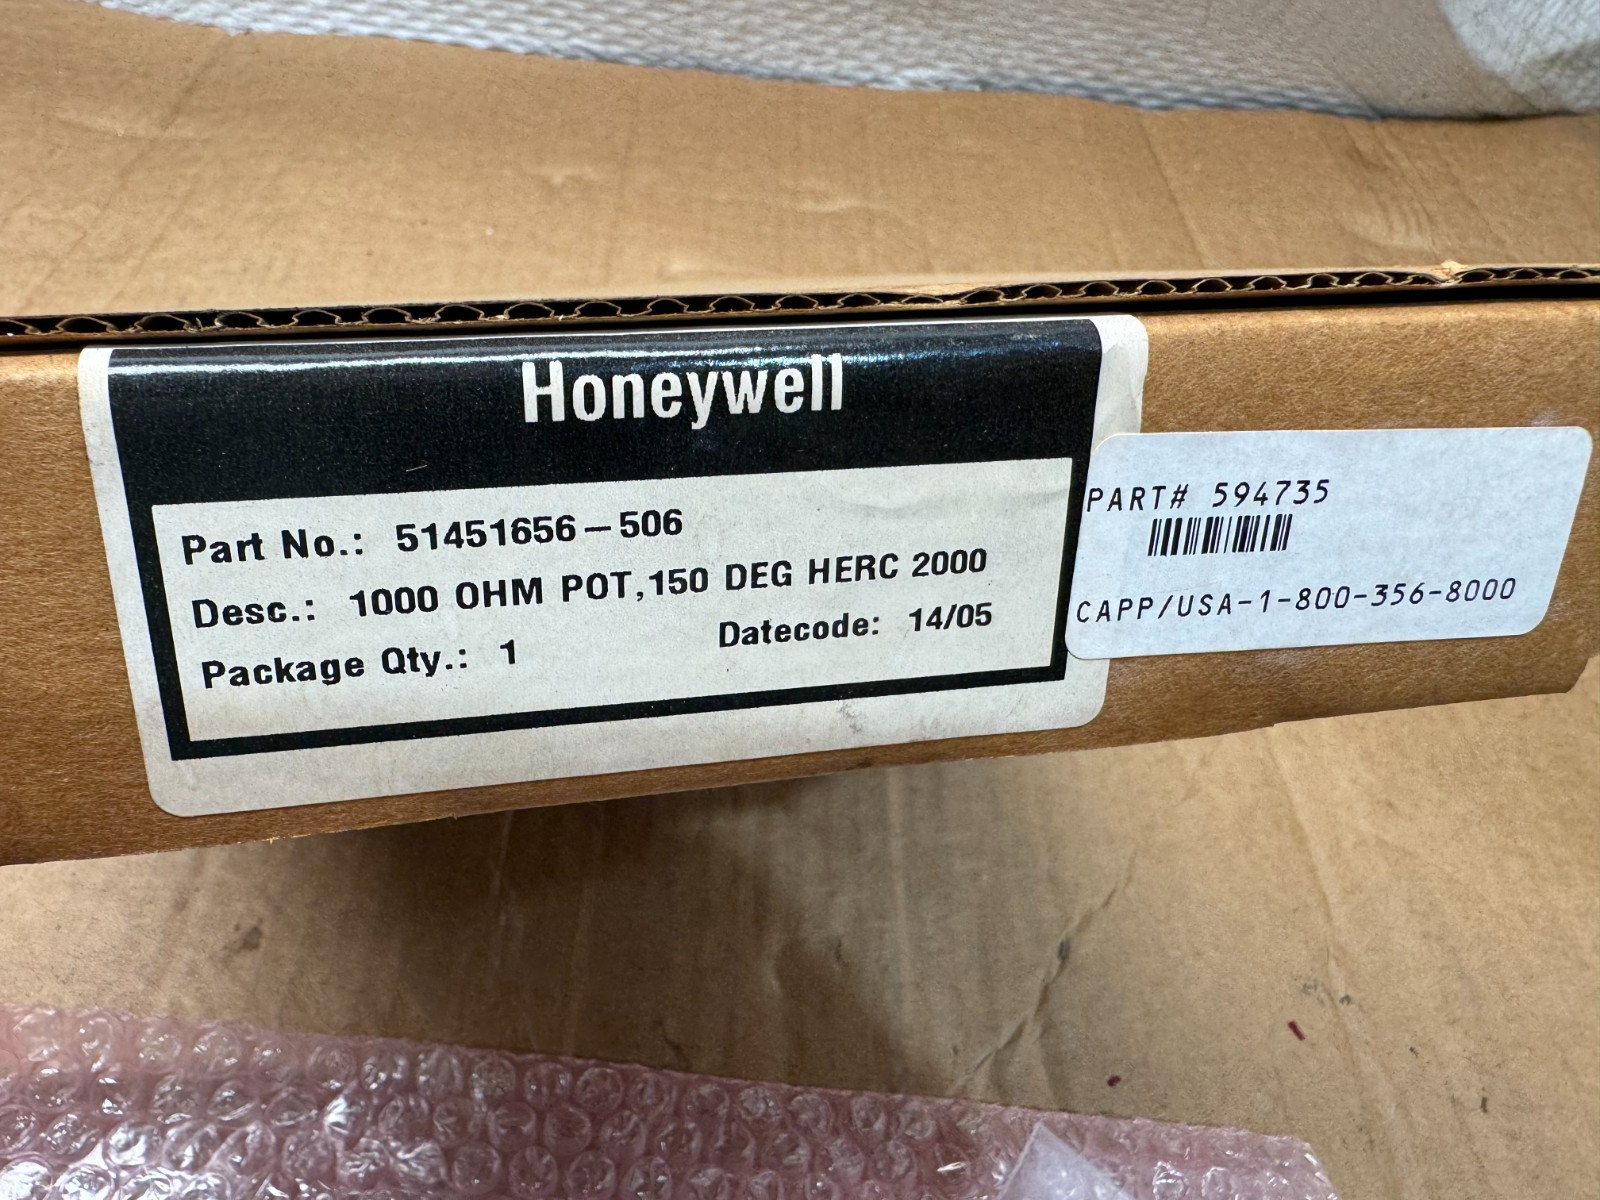 Honeywell
Part No.: 51451656-506
Desc.: 1000 OHM POT,150 DEG HERC 2000
Package Qty.: 1 Datecode: 14/05
PART# 594735
CAPP/USA-1-800-356-8000